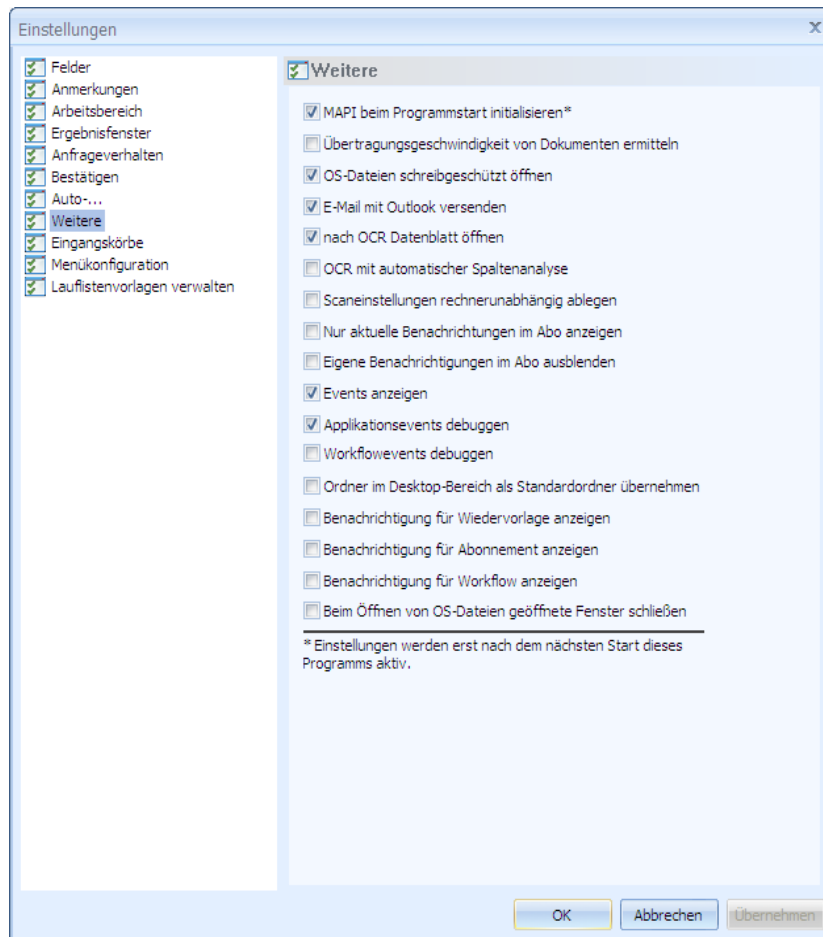 Einstellungen
x
Felder
Anmerkungen
Arbeitsbereich
Ergebnisfenster
Anfrageverhalten
Bestätigen
Auto-...
Weitere
Eingangskörbe
Menükonfiguration
Lauflistenvorlagen verwalten
Weitere
MAPI beim Programmstart initialisieren*
Übertragungsgeschwindigkeit von Dokumenten ermitteln
OS-Dateien schreibgeschützt öffnen
E-Mail mit Outlook versenden
nach OCR Datenblatt öffnen
OCR mit automatischer Spaltenanalyse
Scaneinstellungen rechnerunabhängig ablegen
Nur aktuelle Benachrichtungen im Abo anzeigen
Eigene Benachrichtigungen im Abo ausblenden
Events anzeigen
Applikationsevents debuggen
Workflowevents debuggen
Ordner im Desktop-Bereich als Standardordner übernehmen
Benachrichtigung für Wiedervorlage anzeigen
Benachrichtigung für Abonnement anzeigen
Benachrichtigung für Workflow anzeigen
Beim Öffnen von OS-Dateien geöffnete Fenster schließen
* Einstellungen werden erst nach dem nächsten Start dieses
Programms aktiv.
OK
Abbrechen
Übernehmen